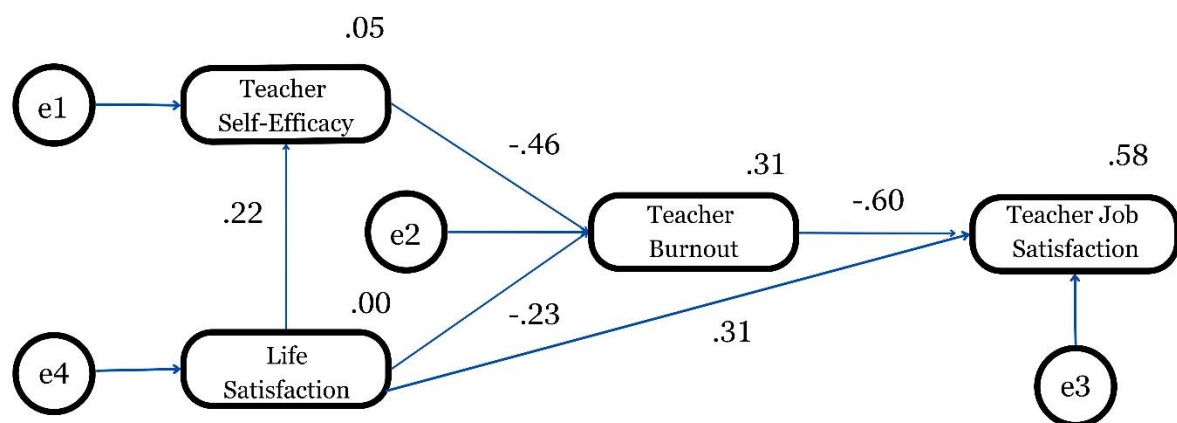 .05
e1
Teacher
Self-Efficacy
-.46
.31
.58
.22
e2
Teacher
Burnout
-.60
Teacher Job
Satisfaction
.00
-.23
.31
e4
Life
Satisfaction
e3